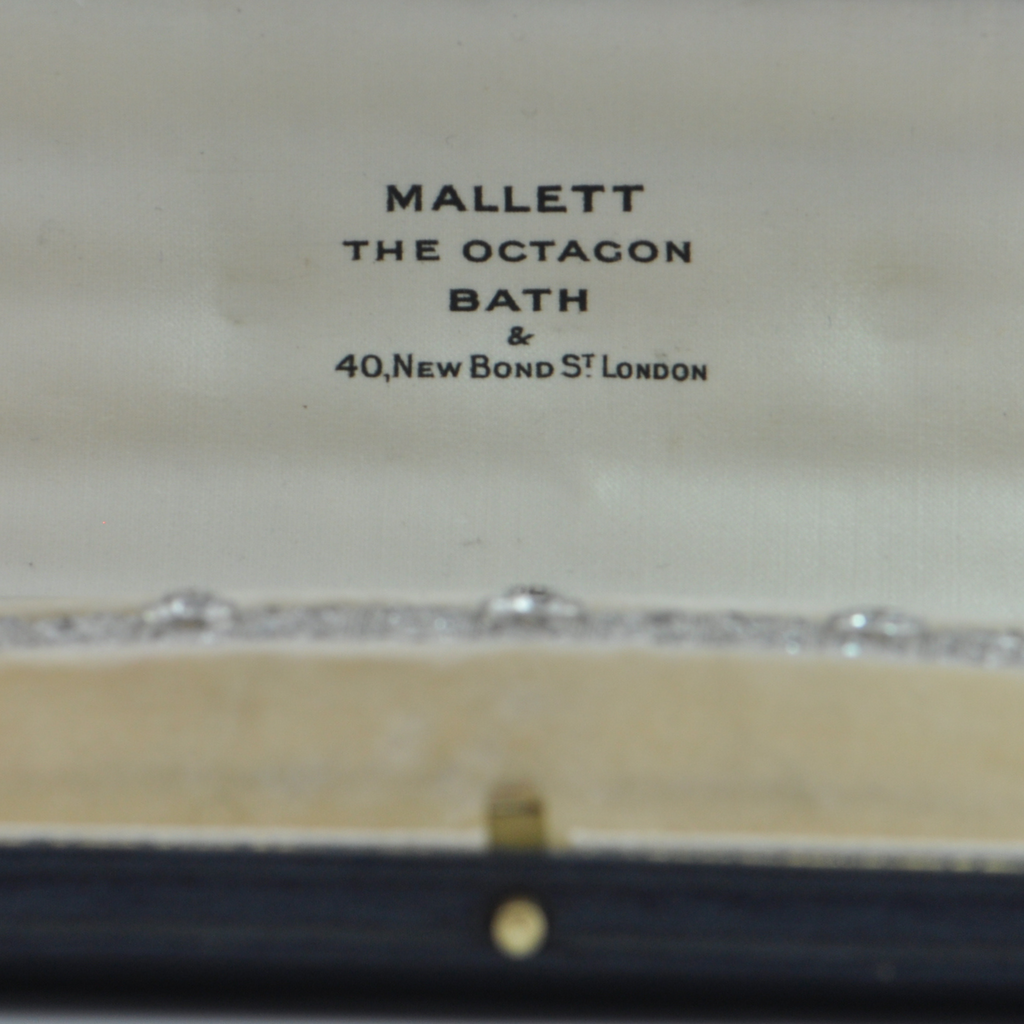 MALLETT
THE OCTAGON
BATH
&
40, NEW BOND ST. LONDON